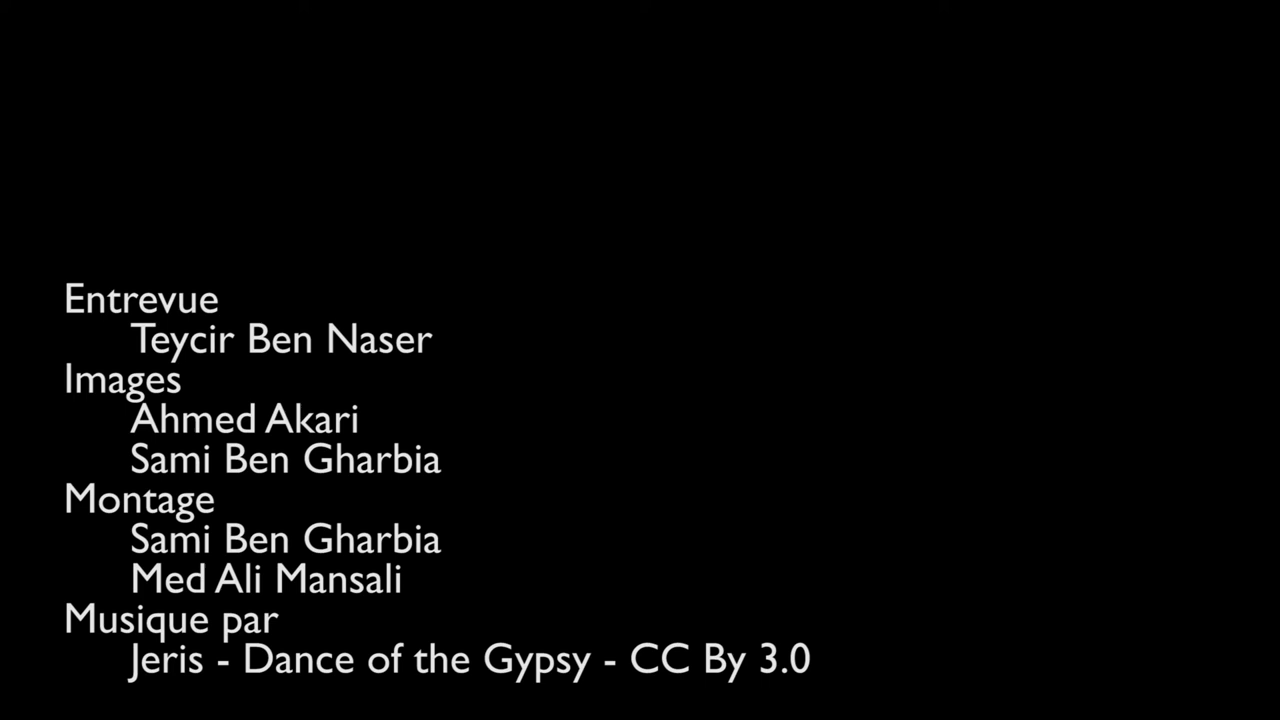 Entrevue
Teycir Ben Naser
Images
Ahmed Akari
Sami Ben Gharbia
Montage
Sami Ben Gharbia
Med Ali Mansali
Musique par
Jeris - Dance of the Gypsy - CC By 3.0